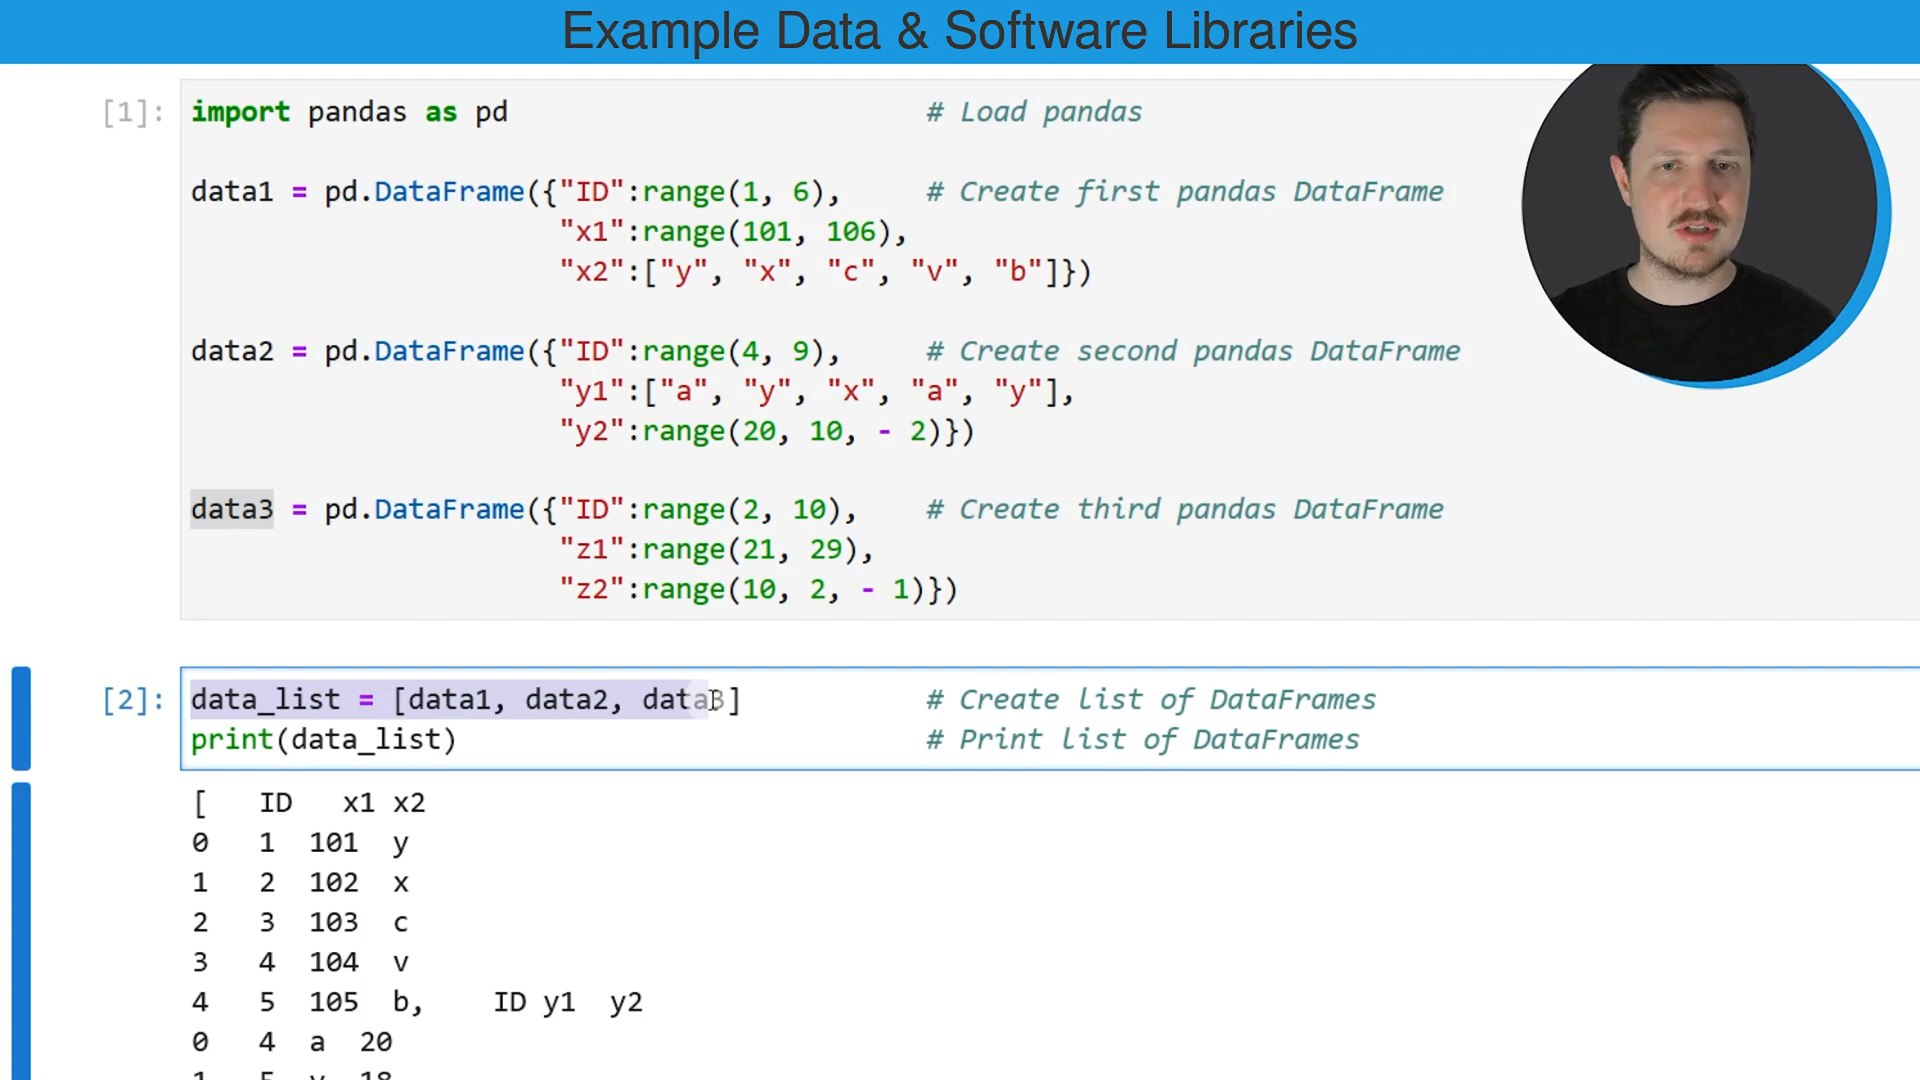 Example Data & Software Libraries
[1]: import pandas as pd # Load pandas
data1 = pd.DataFrame({"ID":range(1, 6), # Create first pandas DataFrame
"x1":range(101, 106),
"x2":["y", "x", "c", "v", "b"]})
data2 = pd.DataFrame({"ID":range(4, 9), # Create second pandas DataFrame
"y1":["a", "y", "x", "a", "y"],
"y2":range(20, 10, - 2)})
data3 = pd.DataFrame({"ID":range(2, 10), # Create third pandas DataFrame
"z1":range(21, 29),
"z2":range(10, 2, - 1)})
[2]: data_list = [data1, data2, data3] # Create list of DataFrames
print(data_list) # Print list of DataFrames
[ ID x1 x2
0 1 101 y
1 2 102 x
2 3 103 c
3 4 104 v
4 5 105 b, ID y1 y2
0 4 a 20
1 5 y 18